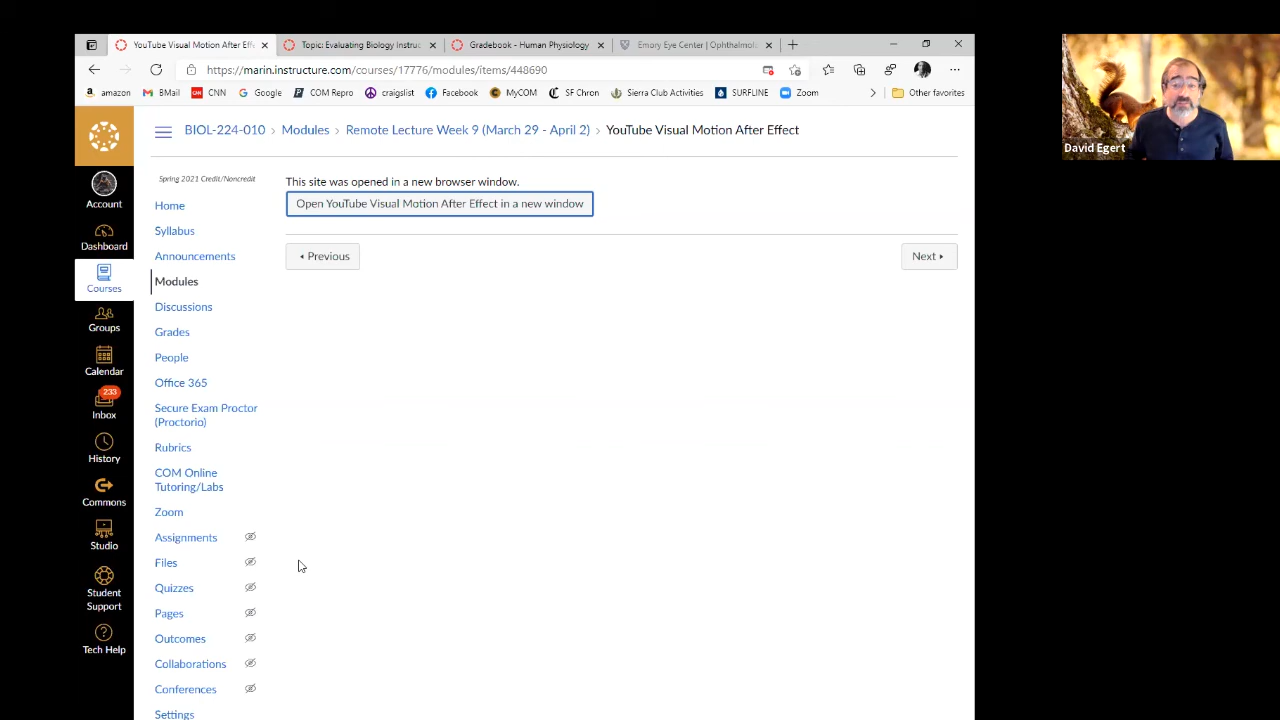 YouTube Visual Motion After Eff
Topic: Evaluating Biology Instruc
Gradebook - Human Physiology
Emory Eye Center | Ophthalmol
https://marin.instructure.com/courses/17776/modules/items/448690
amazon
BMail
CNN
Google
COM Repro
craigslist
Facebook
MyCOM
SF Chron
Sierra Club Activities
SURFLINE
Zoom
Other favorites
David Egert
BIOL-224-010 › Modules › Remote Lecture Week 9 (March 29 - April 2) › YouTube Visual Motion After Effect
Account
Dashboard
Courses
Groups
Calendar
233
Inbox
History
Commons
Studio
Student
Support
Tech Help
Spring 2021 Credit/Noncredit
Home
Syllabus
Announcements
Modules
Discussions
Grades
People
Office 365
Secure Exam Proctor
(Proctorio)
Rubrics
COM Online
Tutoring/Labs
Zoom
Assignments
Files
Quizzes
Pages
Outcomes
Collaborations
Conferences
Settings
This site was opened in a new browser window.
Open YouTube Visual Motion After Effect in a new window
Previous
Next